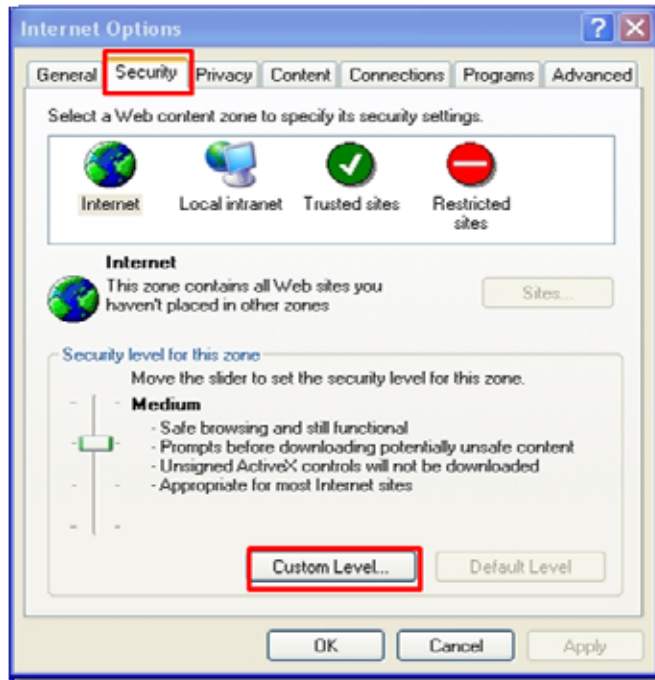 Internet Options
General Security Privacy Content Connections Programs Advanced
Select a Web content zone to specify its security settings.
Internet Local intranet Trusted sites Restricted sites
Internet
This zone contains all Web sites you
haven't placed in other zones
Sites...
Security level for this zone
Move the slider to set the security level for this zone.
Medium
- Safe browsing and still functional
- Prompts before downloading potentially unsafe content
- Unsigned ActiveX controls will not be downloaded
- Appropriate for most Internet sites
Custom Level... Default Level
OK Cancel Apply